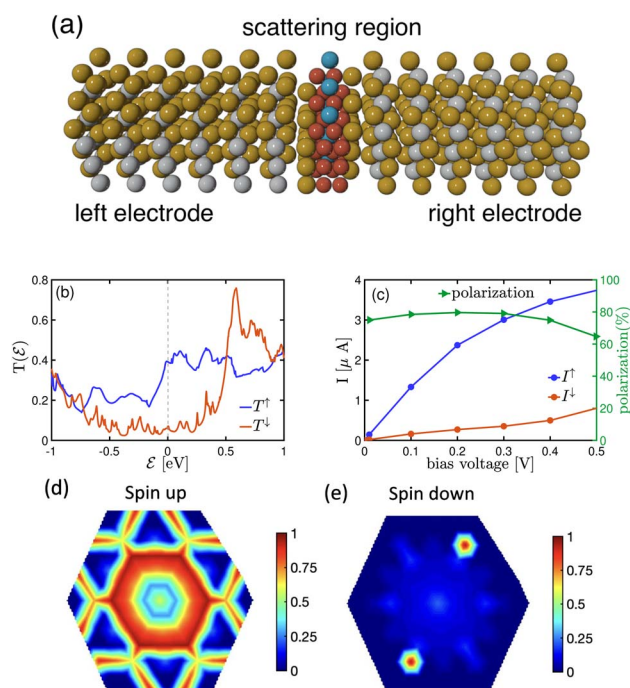 (a)
scattering region
left electrode
right electrode
(b)
0.8
0.6
0.4
0.2
0
T(ℰ)
-1
-0.5
0
0.5
1
ℰ [eV]
T↑
T↓
(c)
polarization
4
3
2
1
0
I [μ A]
0
0.1
0.2
0.3
0.4
0.5
bias voltage [V]
I↑
I↓
100
80
60
40
20
0
polarization(%)
(d)
Spin up
1
0.75
0.5
0.25
0
(e)
Spin down
1
0.75
0.5
0.25
0